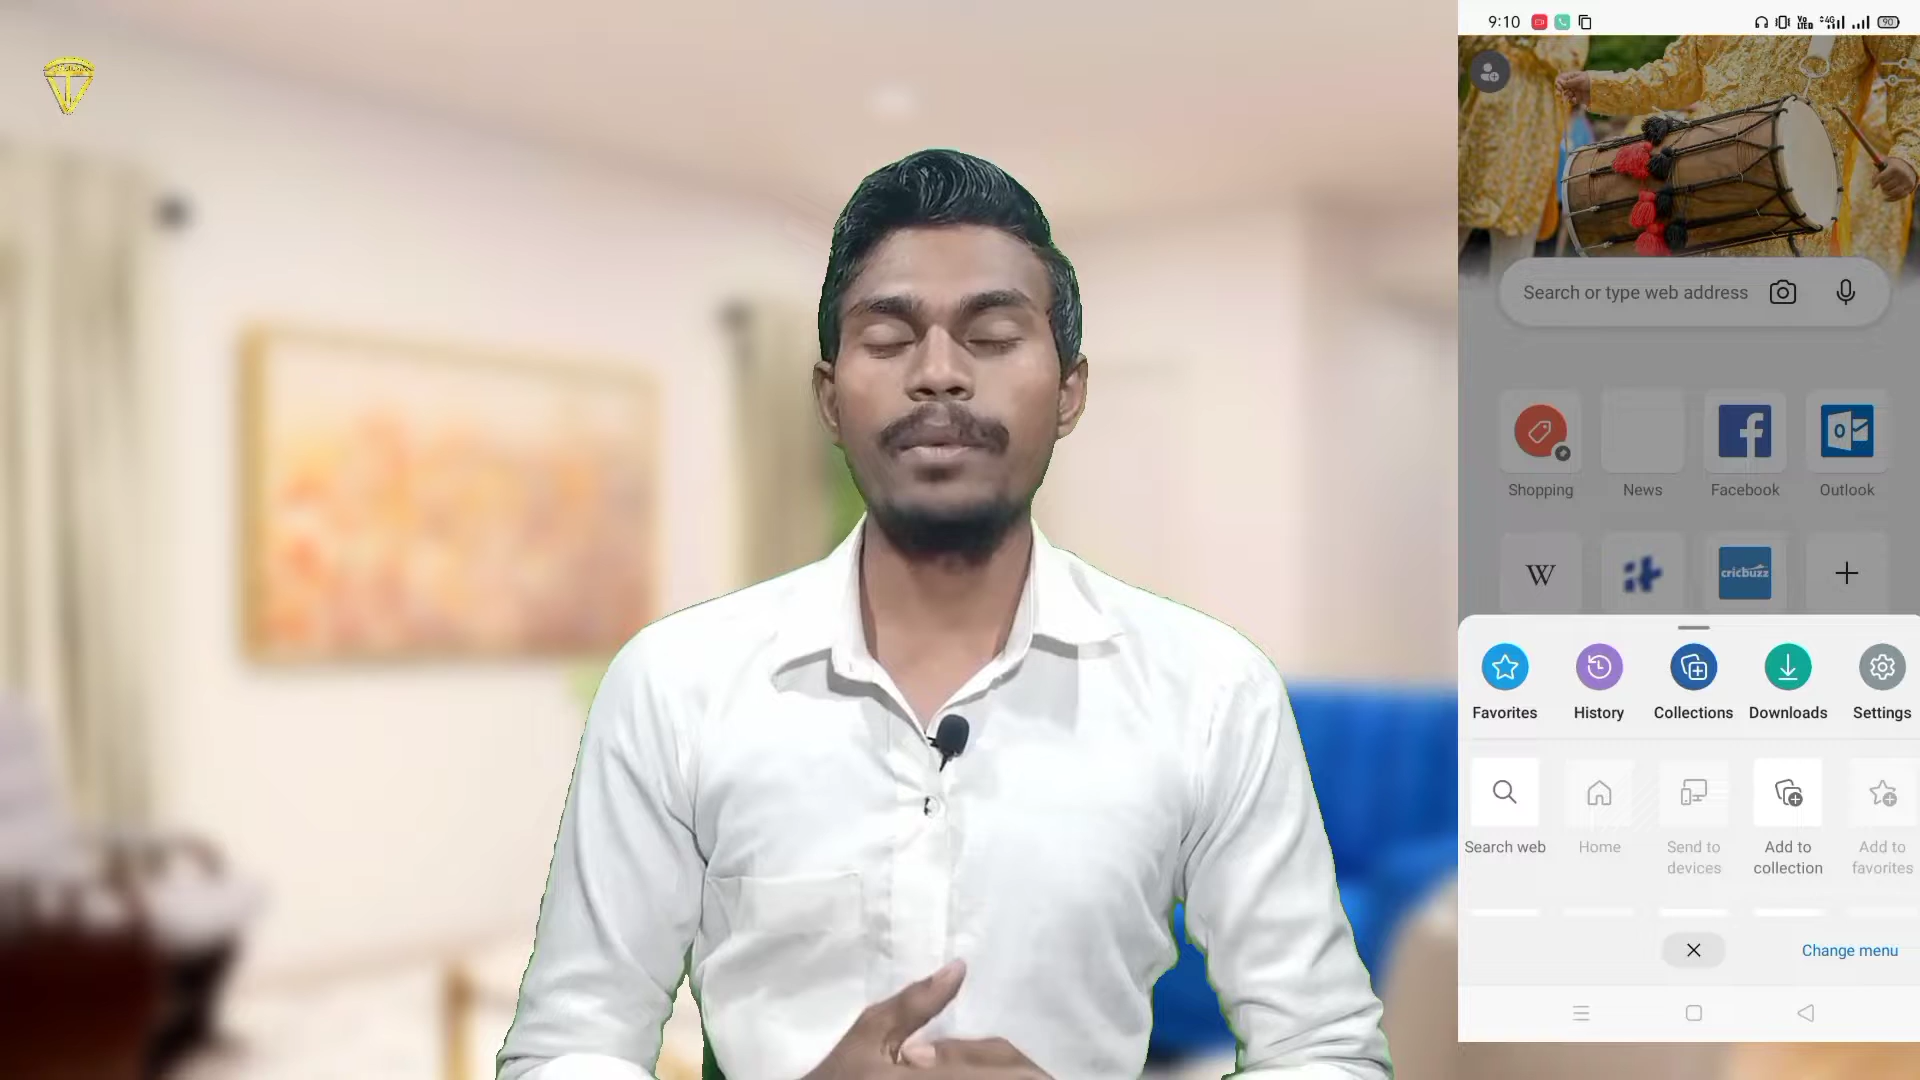 9:10
90
Search or type web address
Shopping
News
Facebook
Outlook
W
cricbuzz
Favorites
History
Collections
Downloads
Settings
Search web
Home
Send to
devices
Add to
collection
Add to
favorites
Change menu